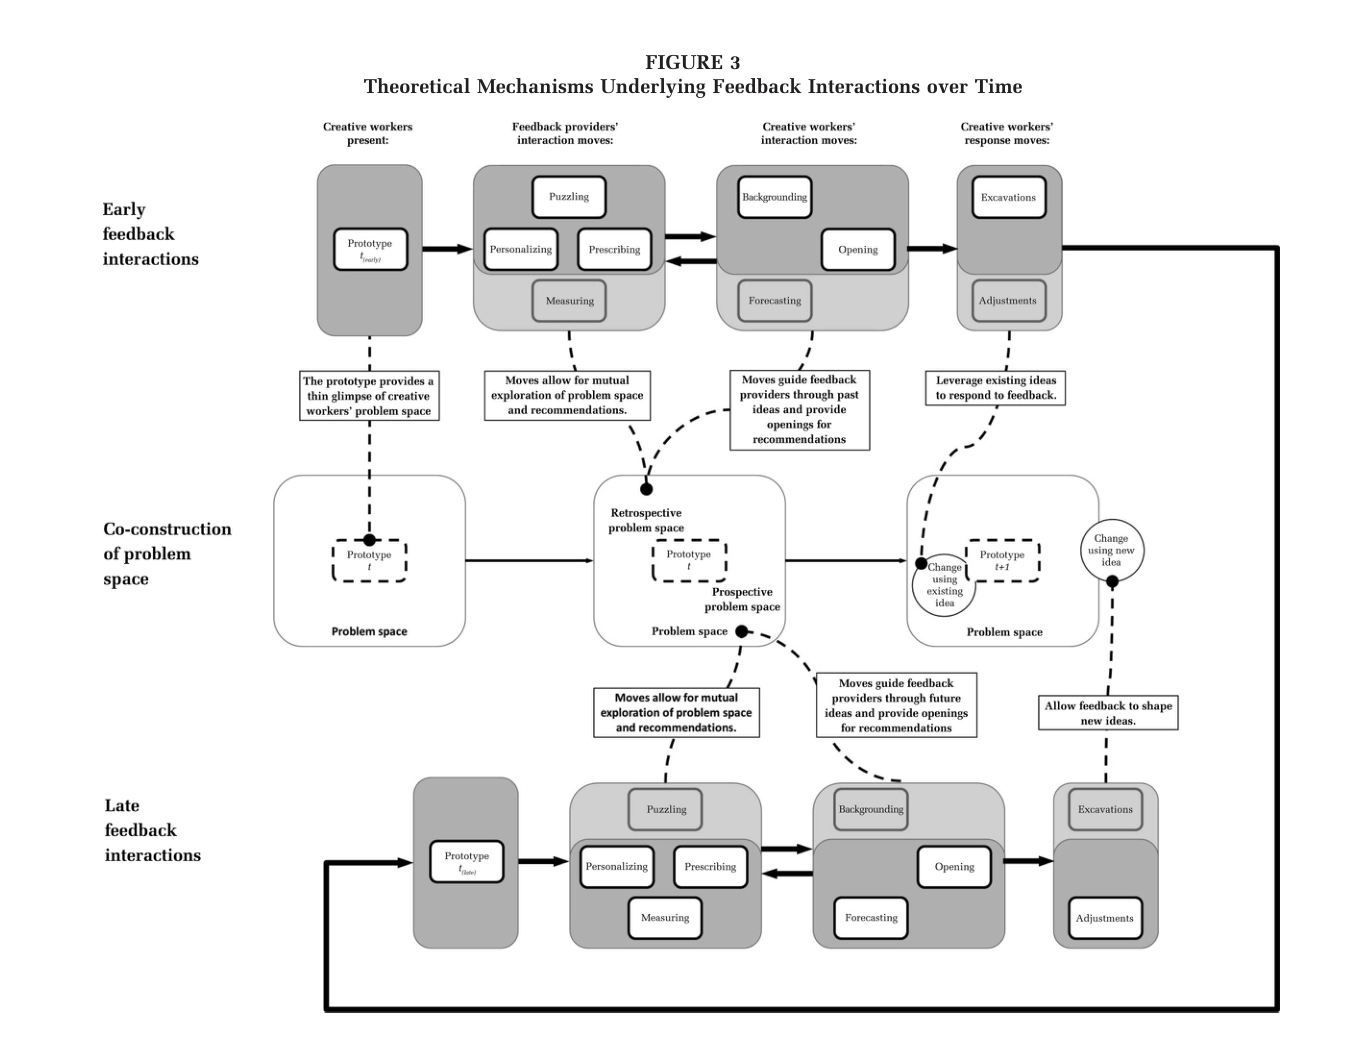 FIGURE 3
Theoretical Mechanisms Underlying Feedback Interactions over Time
Creative workers
present:
Feedback providers'
interaction moves:
Creative workers'
interaction moves:
Creative workers'
response moves:
Early
feedback
interactions
Prototype
t(early)
Puzzling
Personalizing
Prescribing
Measuring
Backgrounding
Opening
Forecasting
Excavations
Adjustments
The prototype provides a
thin glimpse of creative
workers' problem space
Moves allow for mutual
exploration of problem space
and recommendations.
Moves guide feedback
providers through past
ideas and provide
openings for
recommendations
Leverage existing ideas
to respond to feedback.
Co-construction
of problem
space
Prototype
t
Problem space
Retrospective
problem space
Prototype
t
Prospective
problem space
Problem space
Change
using
existing
idea
Prototype
t+1
Problem space
Change
using new
idea
Moves allow for mutual
exploration of problem space
and recommendations.
Moves guide feedback
providers through future
ideas and provide openings
for recommendations
Allow feedback to shape
new ideas.
Late
feedback
interactions
Prototype
t(late)
Puzzling
Personalizing
Prescribing
Measuring
Backgrounding
Opening
Forecasting
Excavations
Adjustments